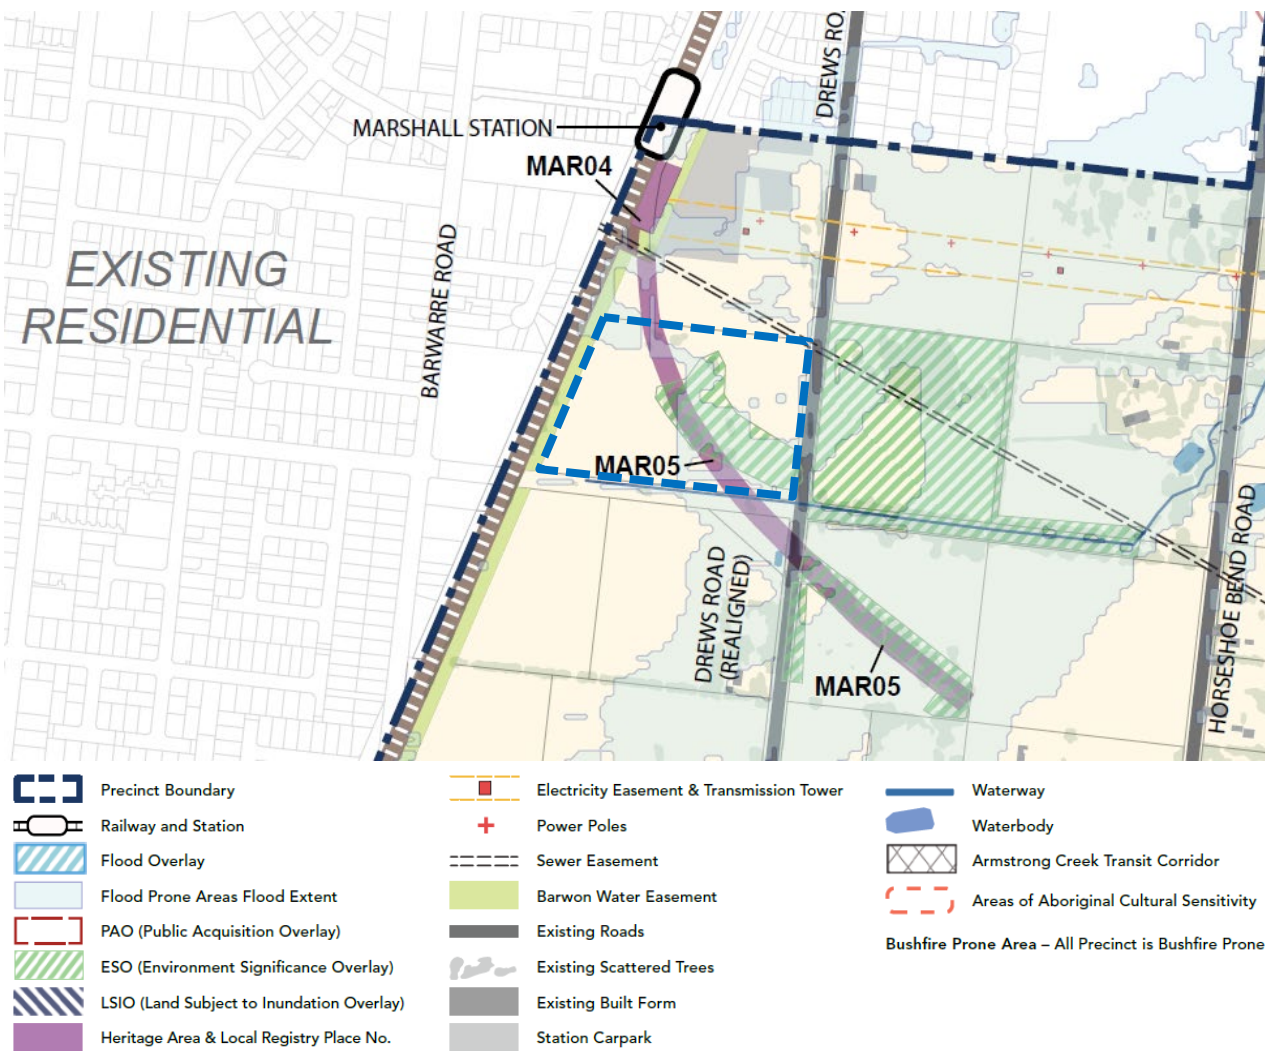 DREWS RO
MARSHALL STATION
MAR04
EXISTING
RESIDENTIAL
BARWARRE ROAD
MAR05
DREWS ROAD
(REALIGNED)
MAR05
HORSESHOE BEND ROAD
Precinct Boundary
Railway and Station
Flood Overlay
Flood Prone Areas Flood Extent
PAO (Public Acquisition Overlay)
ESO (Environment Significance Overlay)
LSIO (Land Subject to Inundation Overlay)
Heritage Area & Local Registry Place No.
Electricity Easement & Transmission Tower
Power Poles
Sewer Easement
Barwon Water Easement
Existing Roads
Existing Scattered Trees
Existing Built Form
Station Carpark
Waterway
Waterbody
Armstrong Creek Transit Corridor
Areas of Aboriginal Cultural Sensitivity
Bushfire Prone Area – All Precinct is Bushfire Prone